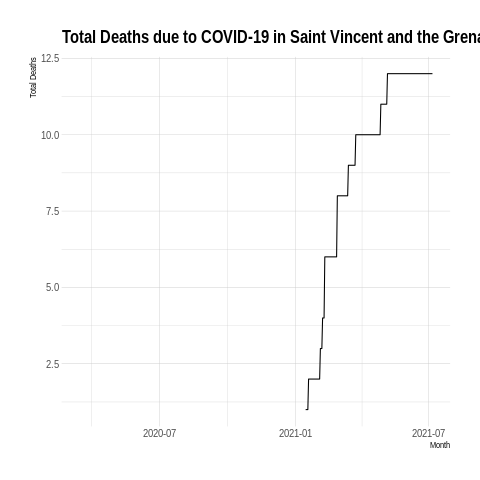 Total Deaths due to COVID-19 in Saint Vincent and the Grena
Total Deaths
12.5
10.0
7.5
5.0
2.5
2020-07
2021-01
2021-07
Month